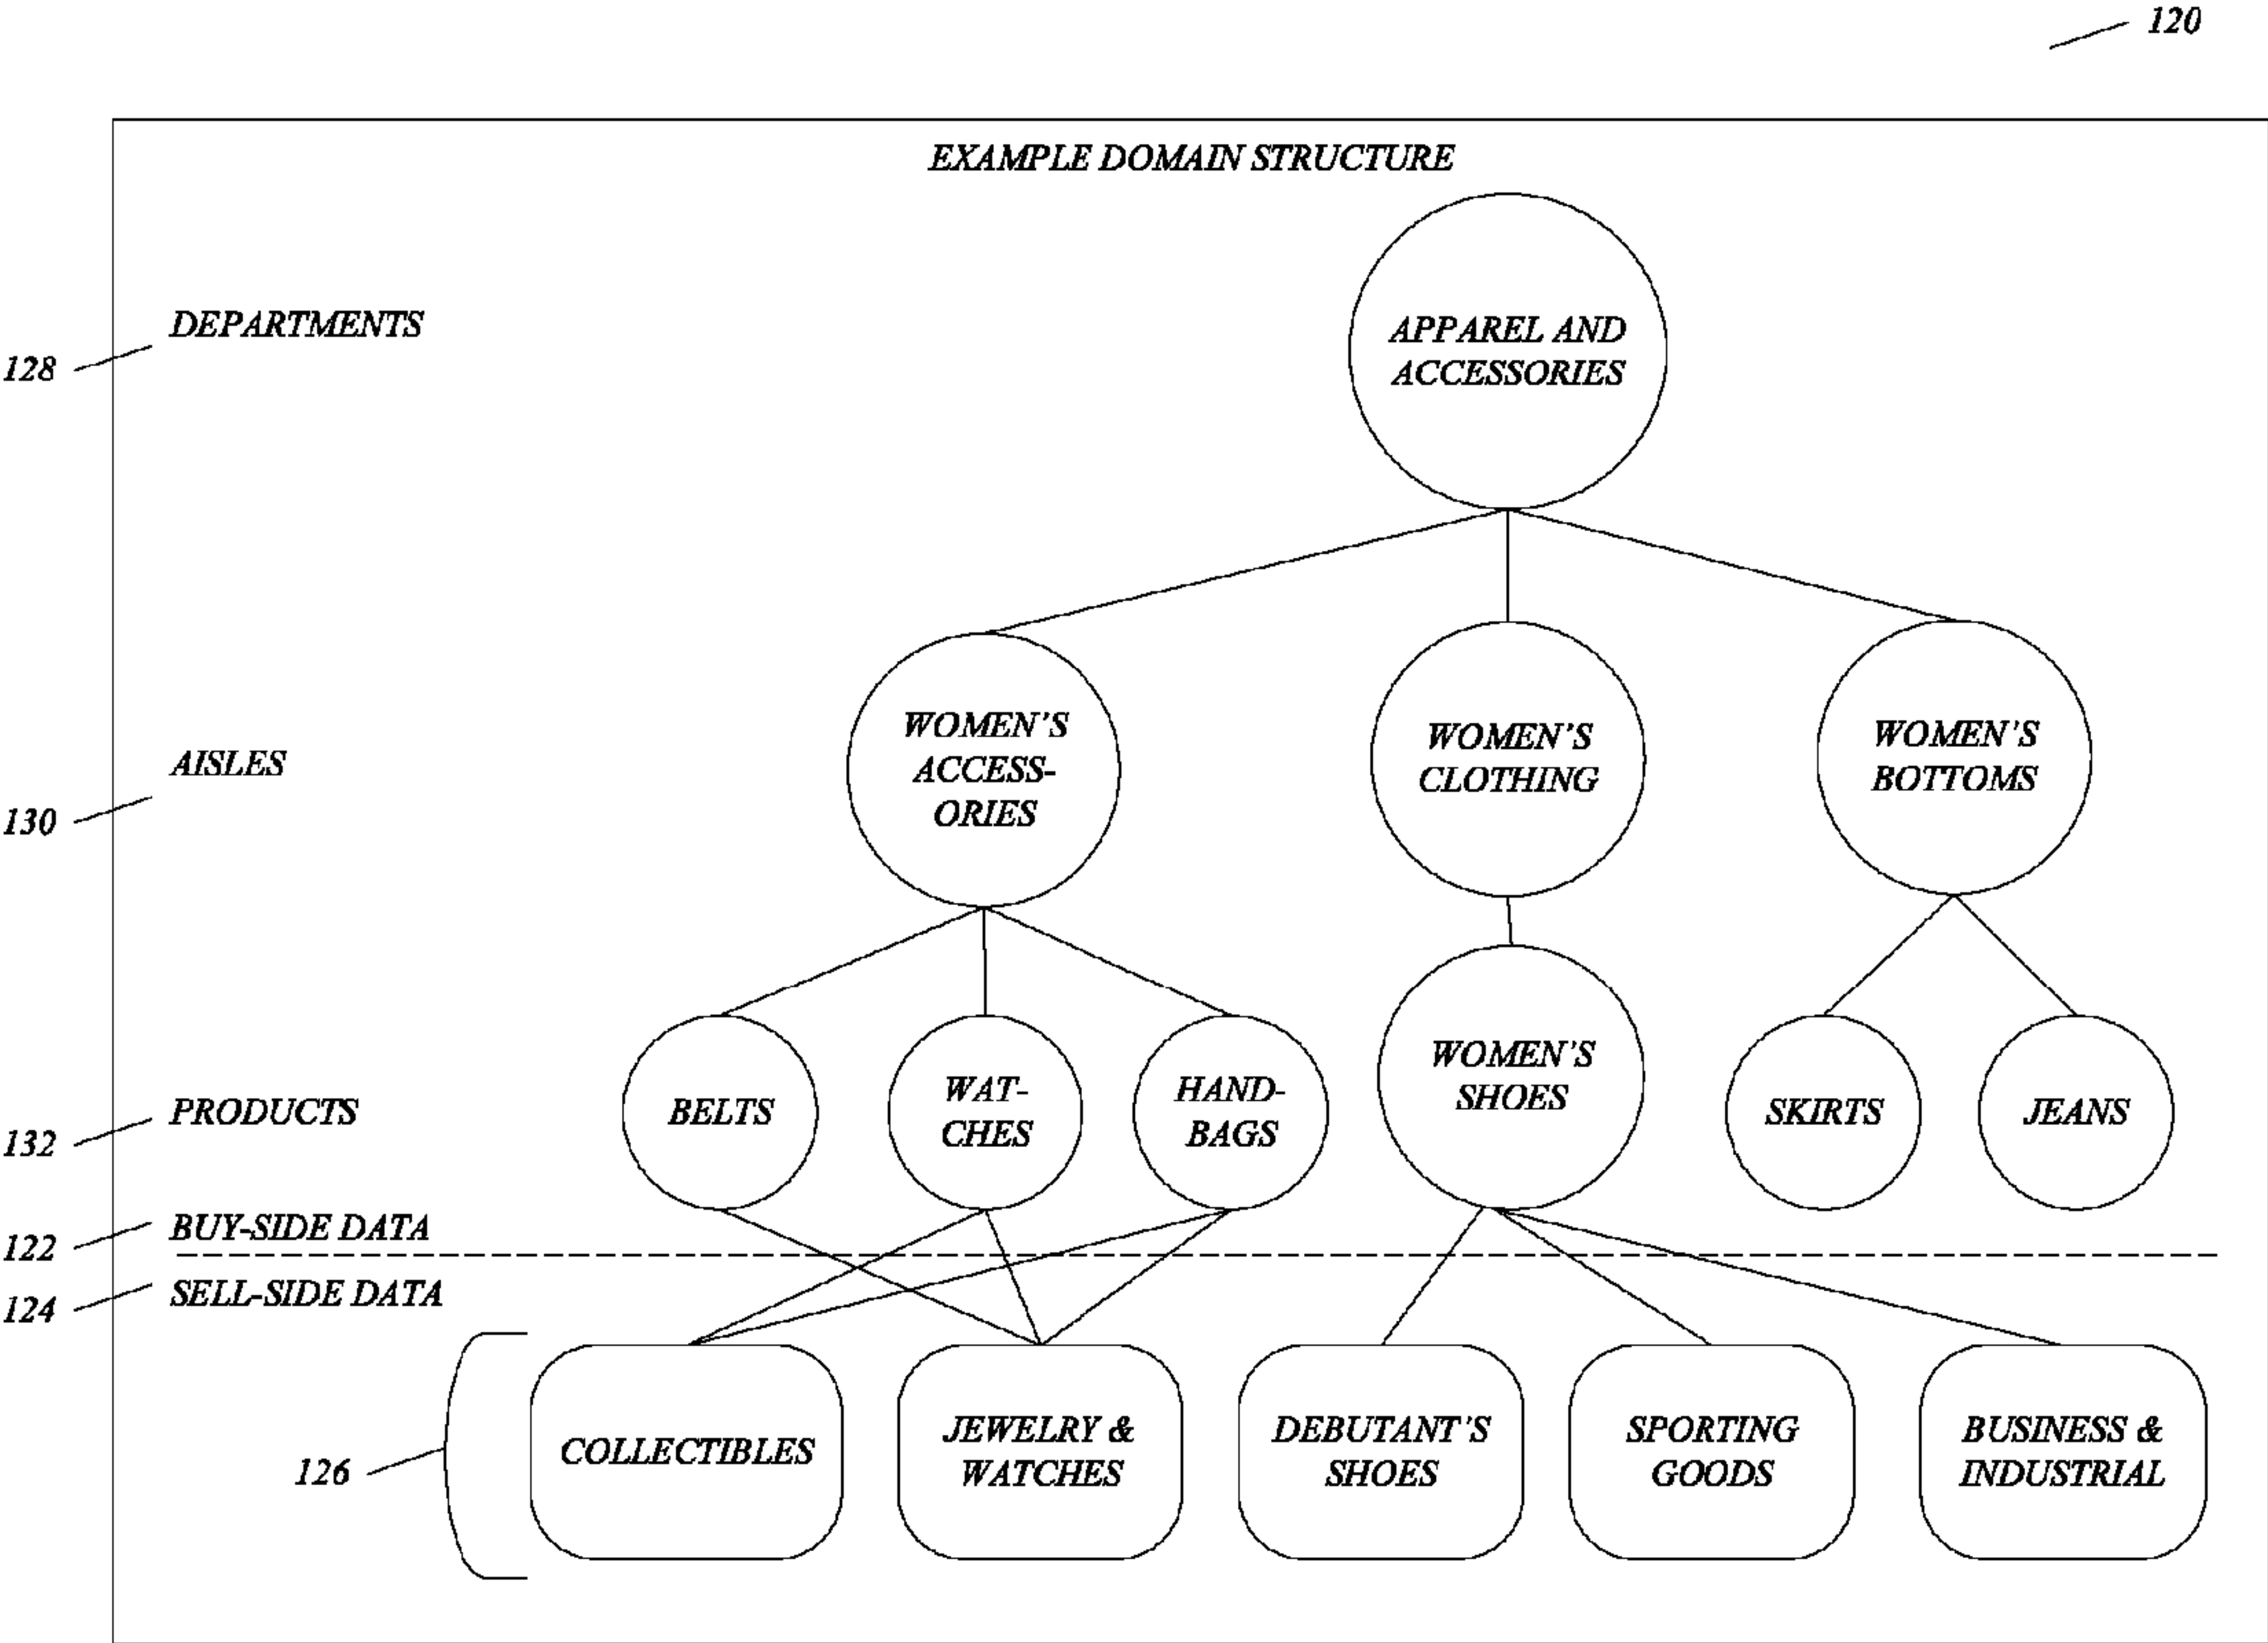 120
EXAMPLE DOMAIN STRUCTURE
DEPARTMENTS
128
APPAREL AND
ACCESSORIES
AISLES
130
WOMEN'S
ACCESS-
ORIES
WOMEN'S
CLOTHING
WOMEN'S
BOTTOMS
PRODUCTS
132
BELTS
WAT-
CHES
HAND-
BAGS
WOMEN'S
SHOES
SKIRTS
JEANS
BUY-SIDE DATA
122
SELL-SIDE DATA
124
126
COLLECTIBLES
JEWELRY &
WATCHES
DEBUTANT'S
SHOES
SPORTING
GOODS
BUSINESS &
INDUSTRIAL